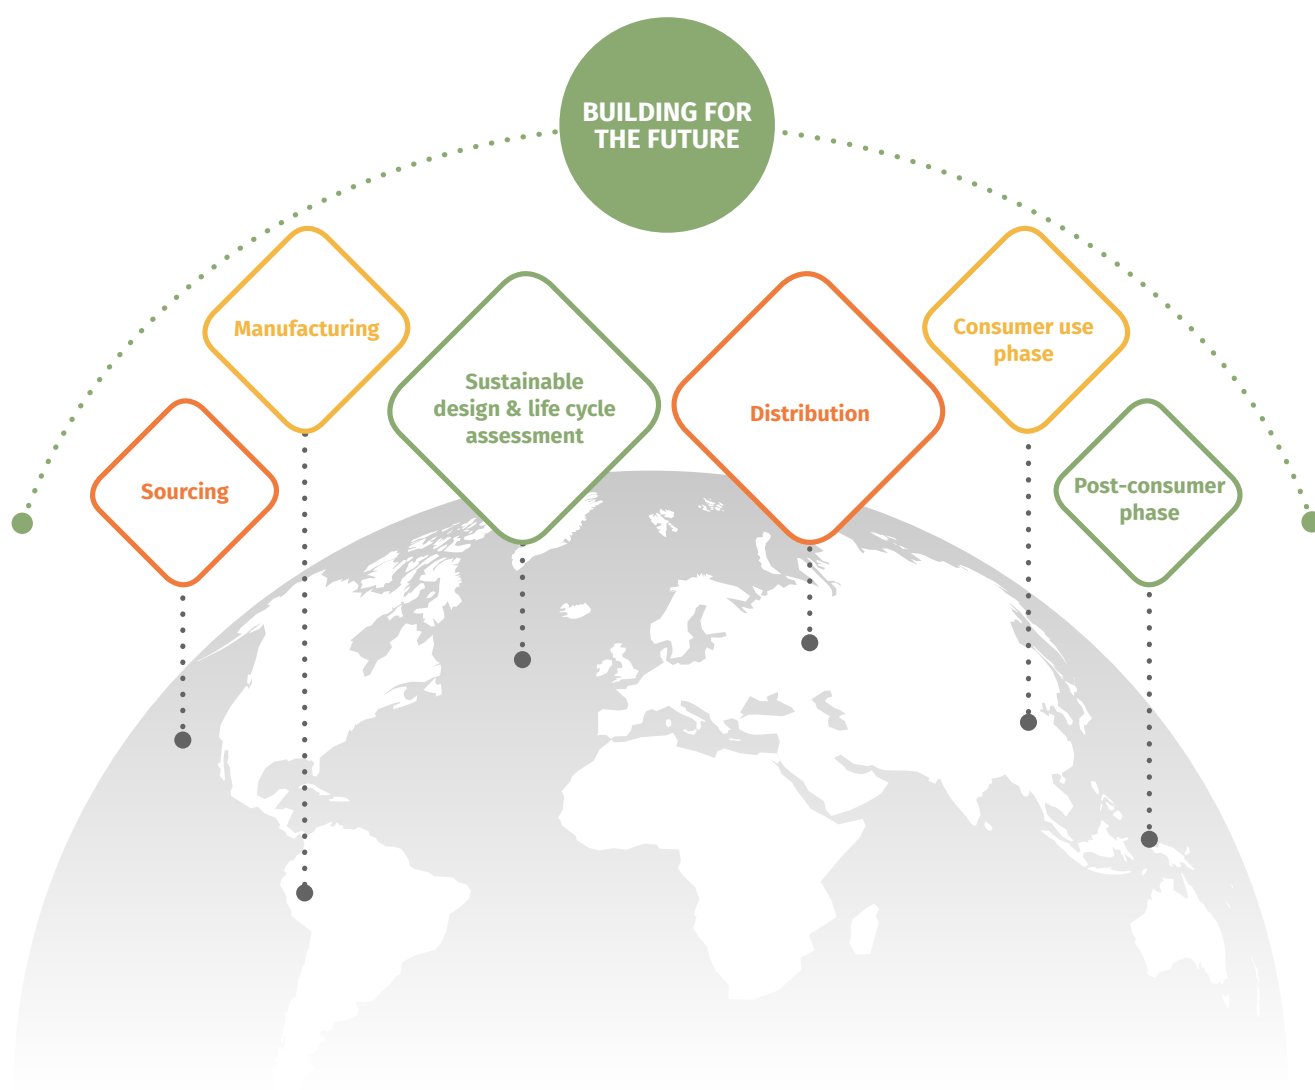 BUILDING FOR
THE FUTURE
Sourcing
Manufacturing
Sustainable
design & life cycle
assessment
Distribution
Consumer use
phase
Post-consumer
phase